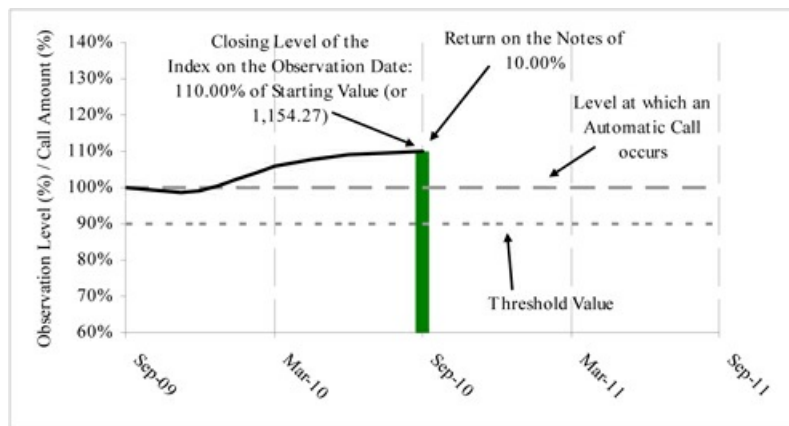 Observation Level (%) / Call Amount (%)
140%
130%
120%
110%
100%
90%
80%
70%
60%
Closing Level of the
Index on the Observation Date:
110.00% of Starting Value (or
1,154.27)
Return on the Notes of
10.00%
Level at which an
Automatic Call
occurs
Threshold Value
Sep-09
Mar-10
Sep-10
Mar-11
Sep-11